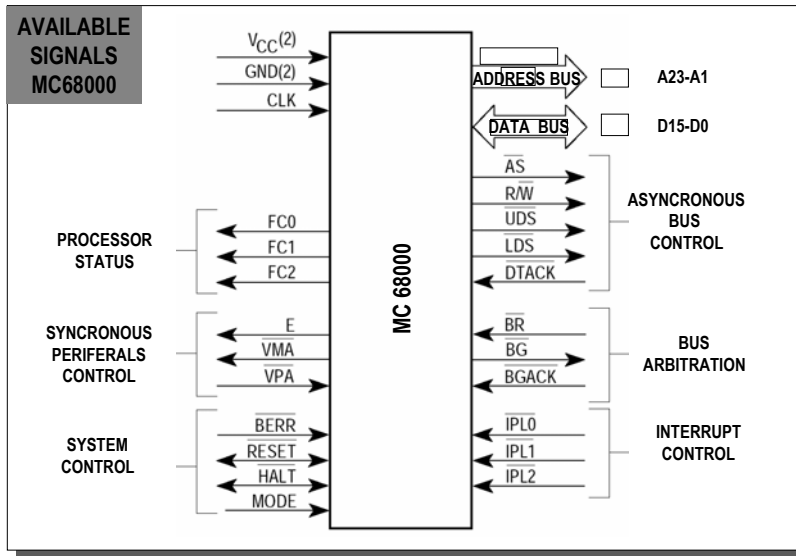 AVAILABLE
SIGNALS
MC68000
VCC(2)
GND(2)
CLK
ADDRESS BUS
A23-A1
DATA BUS
D15-D0
PROCESSOR
STATUS
FC0
FC1
FC2
SYNCRONOUS
PERIFERALS
CONTROL
E
VMA
VPA
SYSTEM
CONTROL
BERR
RESET
HALT
MODE
MC 68000
AS
R/W
UDS
LDS
DTACK
ASYNCRONOUS
BUS
CONTROL
BR
BG
BGACK
BUS
ARBITRATION
IPL0
IPL1
IPL2
INTERRUPT
CONTROL